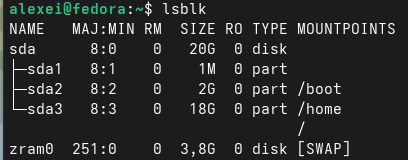 alexei@fedora:~$ lsblk
NAME   MAJ:MIN RM  SIZE RO TYPE MOUNTPOINTS
sda      8:0    0   20G  0 disk
├─sda1   8:1    0    1M  0 part
├─sda2   8:2    0    2G  0 part /boot
└─sda3   8:3    0   18G  0 part /home
                                /
zram0  251:0    0  3,8G  0 disk [SWAP]